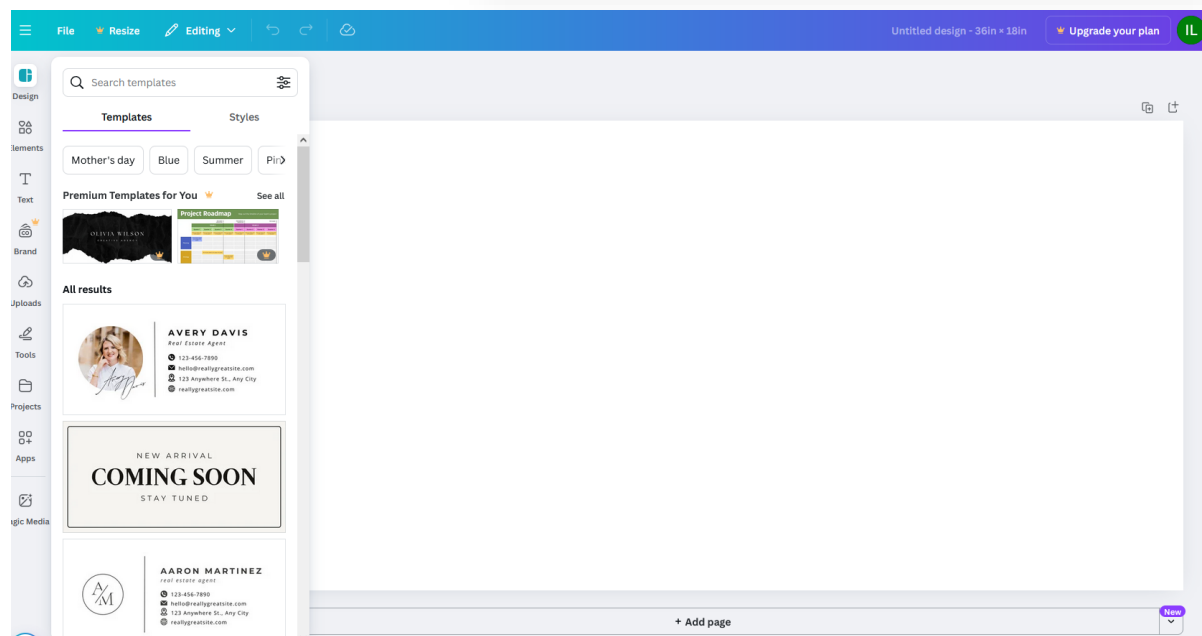 File Resize Editing Untitled design - 36in × 18in Upgrade your plan IL
Design
Elements
Text
Brand
Uploads
Tools
Projects
Apps
Magic Media
Search templates
Templates Styles
Mother's day Blue Summer
Premium Templates for You See all
OLIVIA WILSON
Project Roadmap
All results
AVERY DAVIS
Real Estate Agent
123-456-7890
hello@reallygreatsite.com
123 Anywhere St., Any City
reallygreatsite.com
NEW ARRIVAL
COMING SOON
STAY TUNED
A/M
AARON MARTINEZ
real estate agent
123-456-7890
hello@reallygreatsite.com
123 Anywhere St., Any City
reallygreatsite.com
+ Add page
New